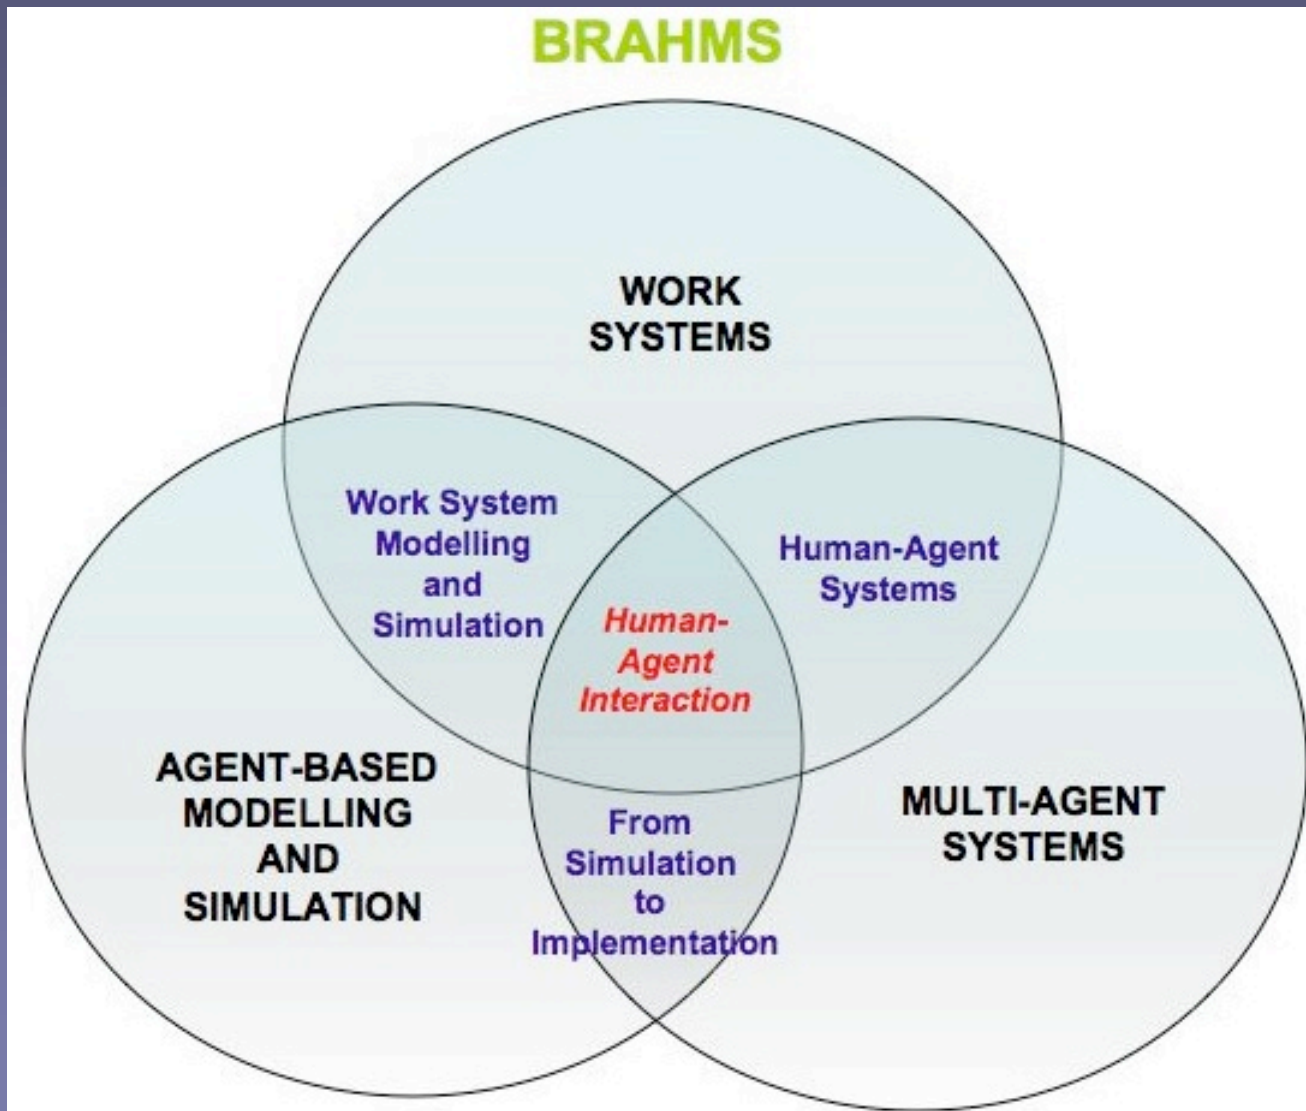 BRAHMS
WORK
SYSTEMS
Work System
Modelling
and
Simulation
Human-Agent
Systems
Human-
Agent
Interaction
AGENT-BASED
MODELLING
AND
SIMULATION
MULTI-AGENT
SYSTEMS
From
Simulation
to
Implementation